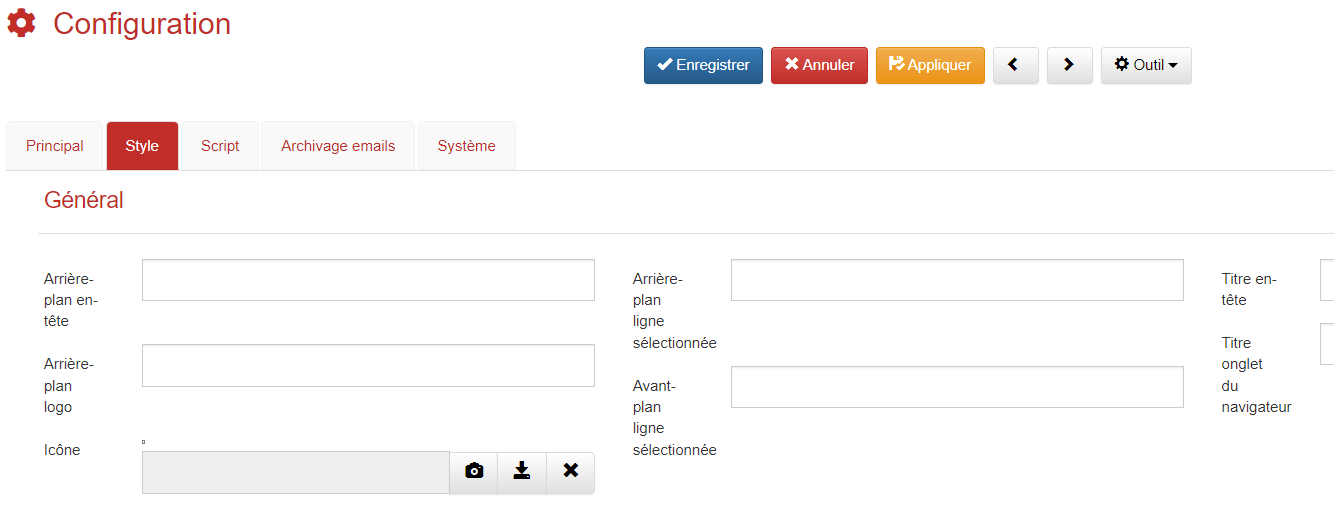 Configuration
Enregistrer
Annuler
Appliquer
Outil
Principal
Style
Script
Archivage emails
Système
Général
Arrière-
plan en-
tête
Arrière-
plan
logo
Icône
Arrière-
plan
ligne
sélectionnée
Avant-
plan
ligne
sélectionnée
Titre en-
tête
Titre
onglet
du
navigateur